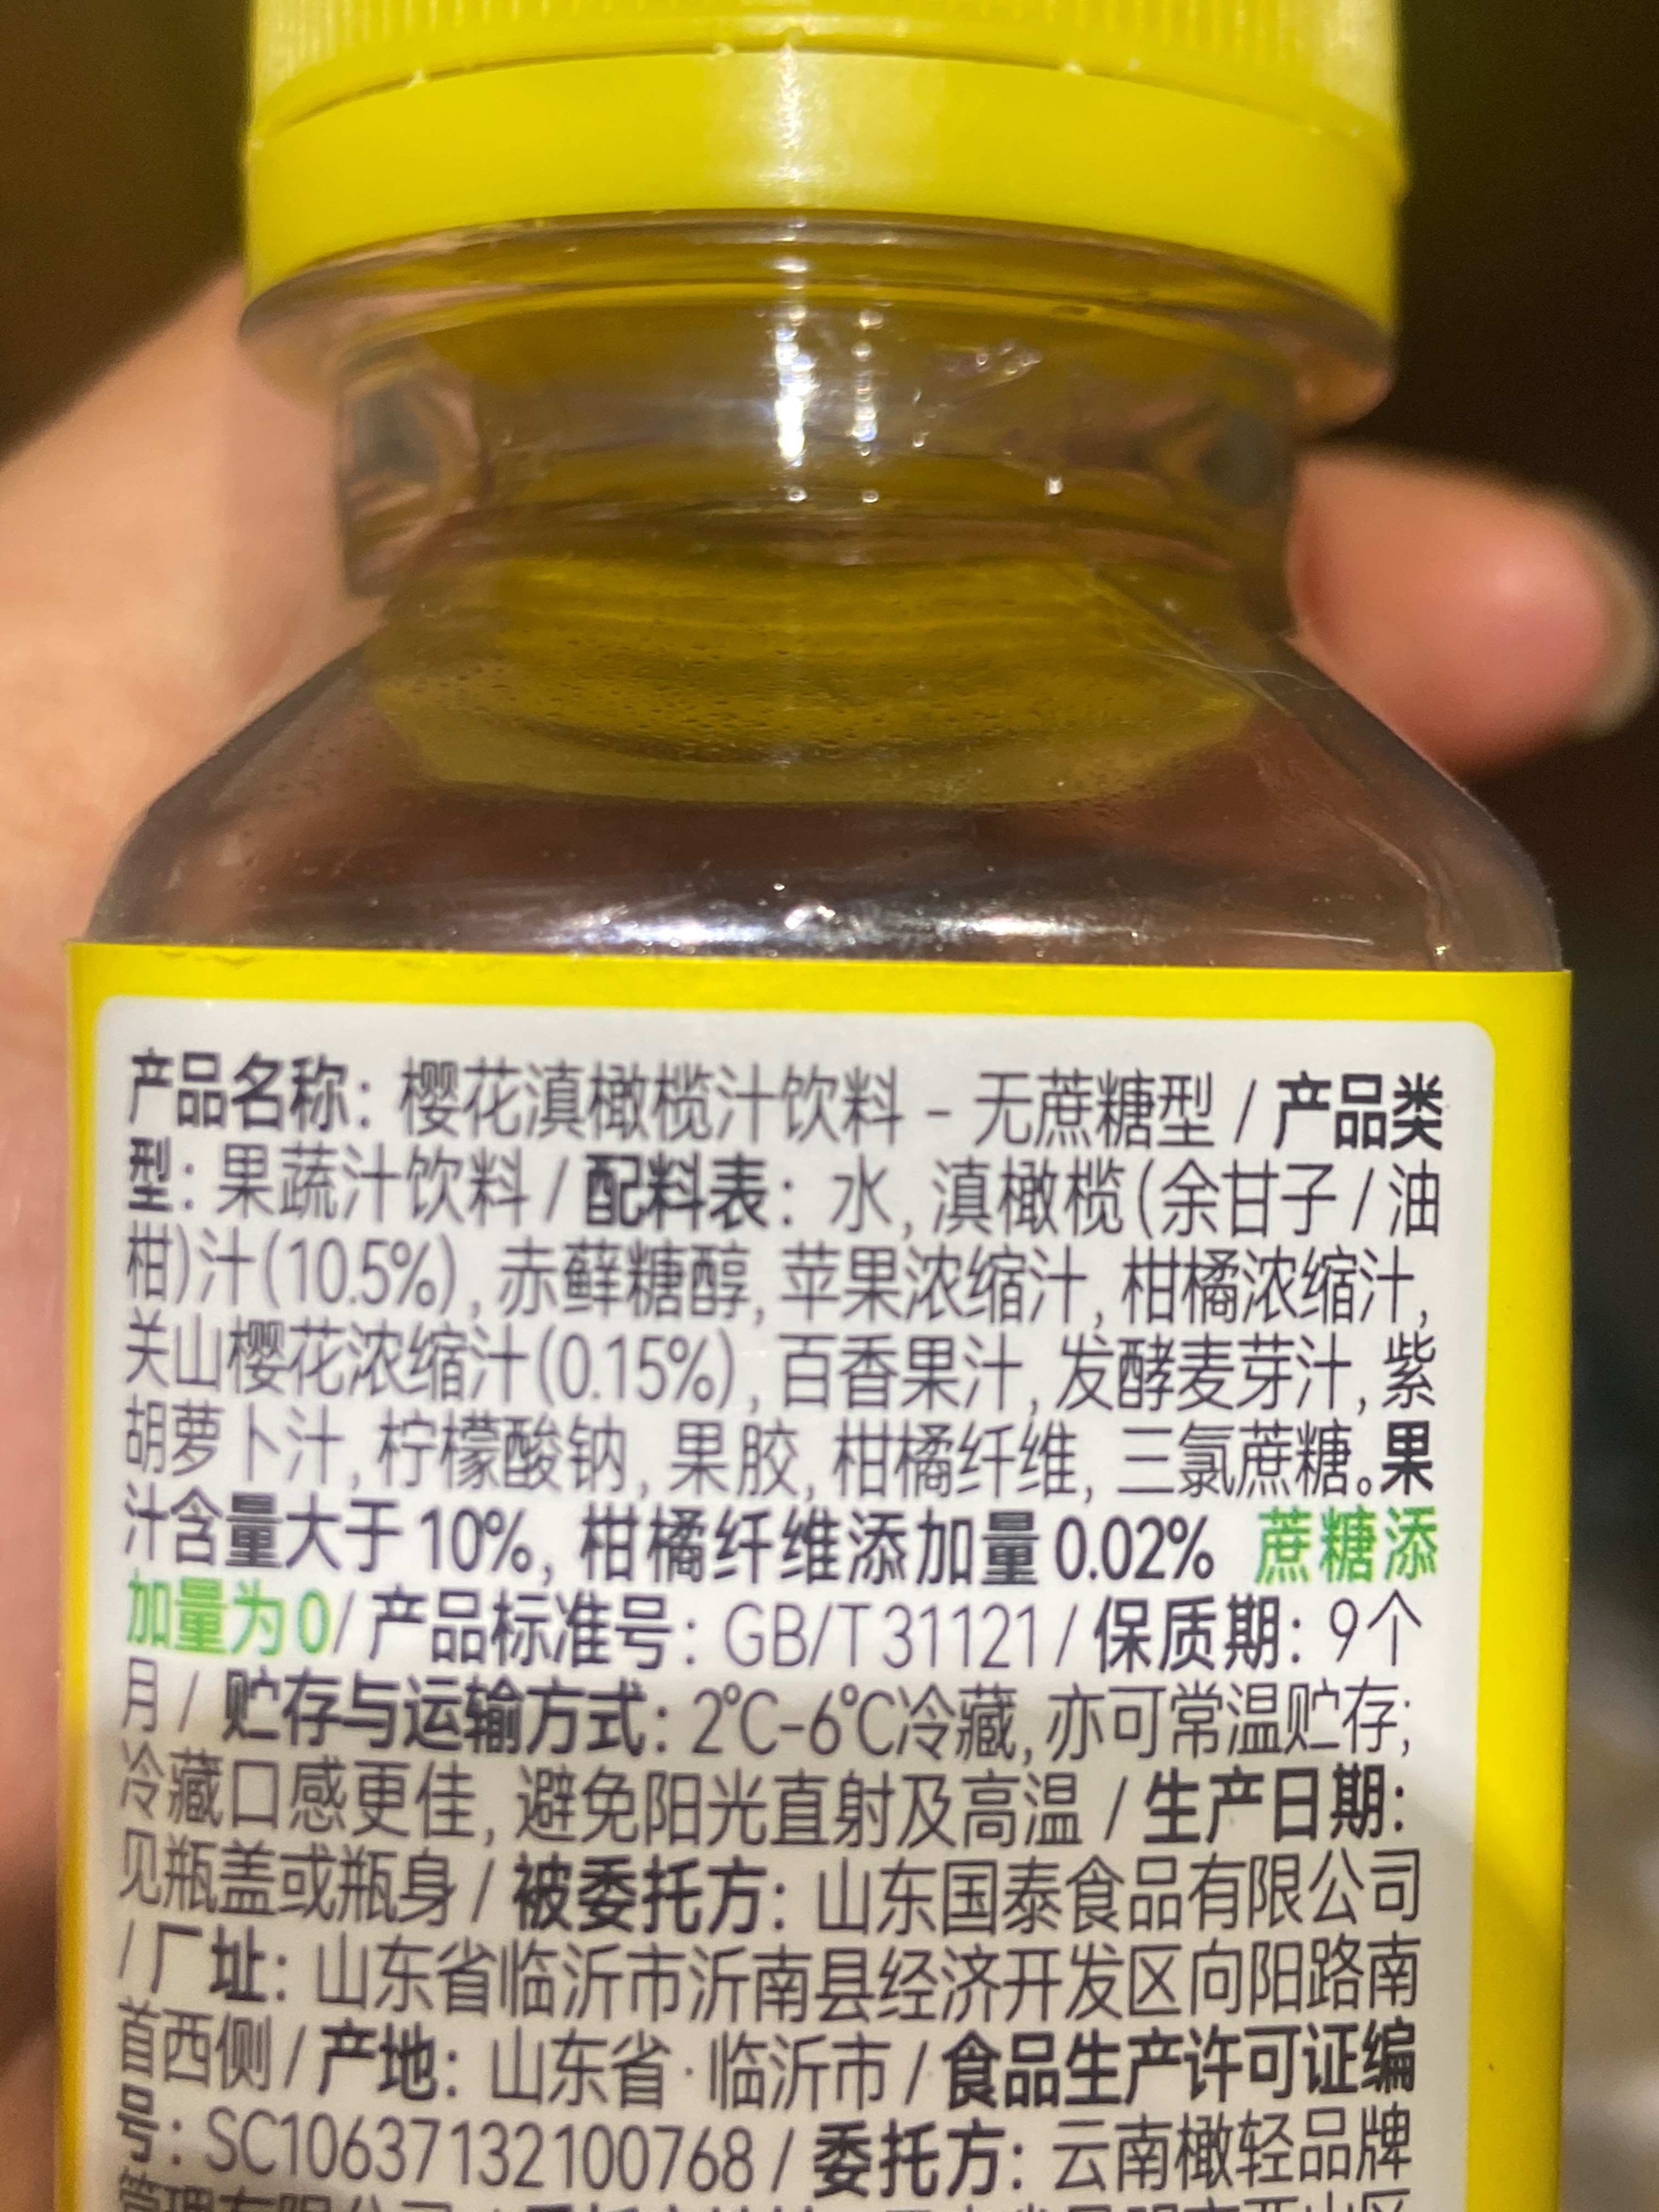 产品名称：樱花滇橄榄汁饮料 - 无蔗糖型 / 产品类
型：果蔬汁饮料 / 配料表：水, 滇橄榄(余甘子 / 油
柑)汁(10.5%), 赤藓糖醇, 苹果浓缩汁, 柑橘浓缩汁,
关山樱花浓缩汁(0.15%), 百香果汁, 发酵麦芽汁, 紫
胡萝卜汁, 柠檬酸钠, 果胶, 柑橘纤维, 三氯蔗糖。果
汁含量大于10%, 柑橘纤维添加量0.02% 蔗糖添
加量为0/ 产品标准号：GB/T 31121 / 保质期：9个
月 / 贮存与运输方式：2℃-6℃冷藏, 亦可常温贮存;
冷藏口感更佳, 避免阳光直射及高温 / 生产日期：
见瓶盖或瓶身 / 被委托方：山东国泰食品有限公司
/ 厂址：山东省临沂市沂南县经济开发区向阳路南
首西侧 / 产地：山东省·临沂市 / 食品生产许可证编
号：SC10637132100768 / 委托方：云南橄轻品牌
管理有限公司